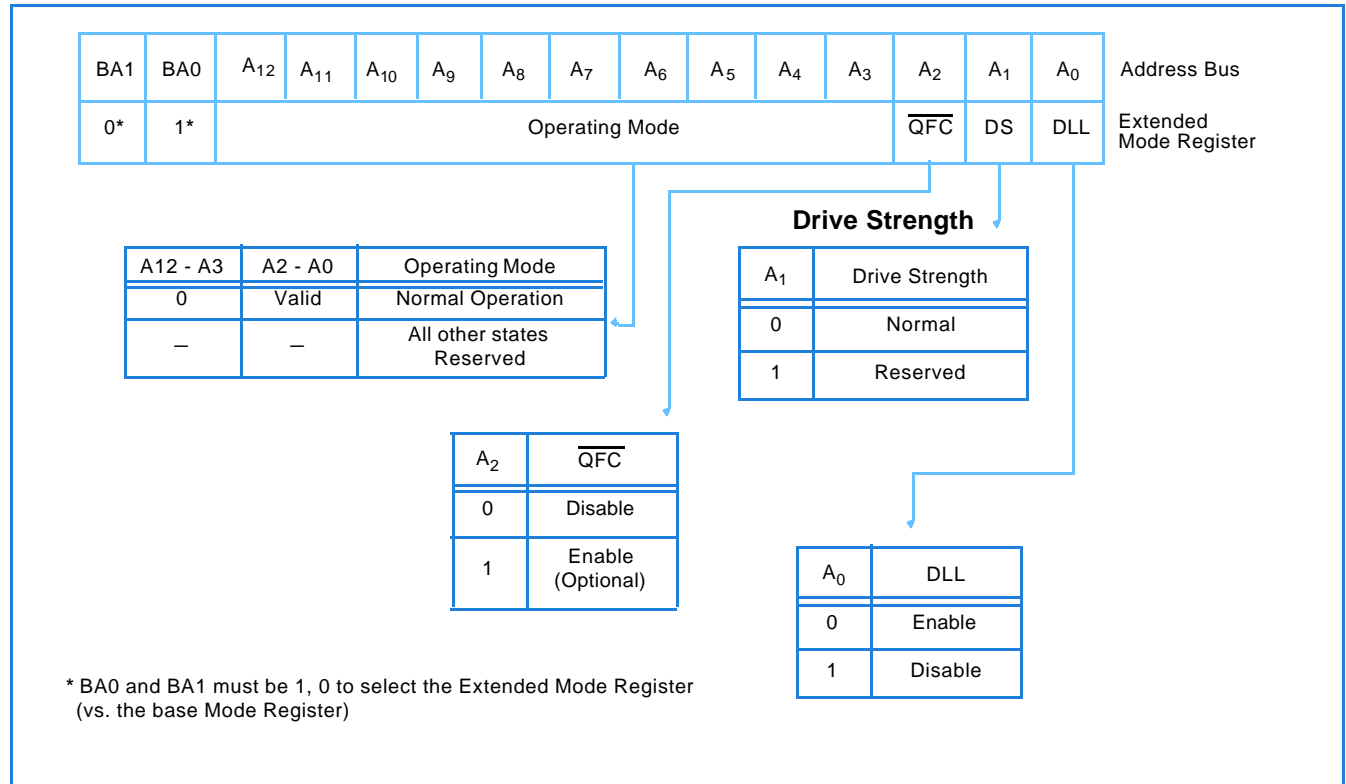 BA1 BA0 A12 A11 A10 A9 A8 A7 A6 A5 A4 A3 A2 A1 A0 Address Bus
0* 1* Operating Mode Q̅F̅C̅ DS DLL Extended
Mode Register
Drive Strength
A12 - A3 A2 - A0 Operating Mode
0 Valid Normal Operation
– – All other states
Reserved
A1 Drive Strength
0 Normal
1 Reserved
A2 Q̅F̅C̅
0 Disable
1 Enable
(Optional)
A0 DLL
0 Enable
1 Disable
* BA0 and BA1 must be 1, 0 to select the Extended Mode Register
(vs. the base Mode Register)